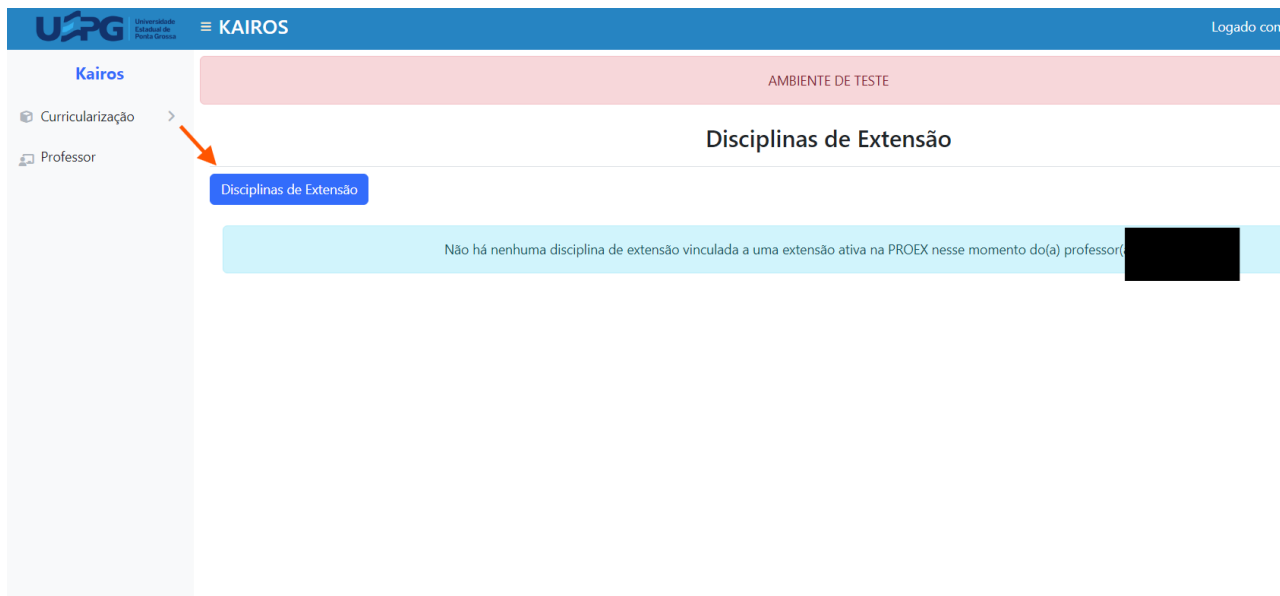 UEPG
Universidade
Estadual de
Ponta Grossa
≡ KAIROS
Logado con
Kairos
AMBIENTE DE TESTE
Curricularização
Disciplinas de Extensão
Professor
Disciplinas de Extensão
Não há nenhuma disciplina de extensão vinculada a uma extensão ativa na PROEX nesse momento do(a) professor(